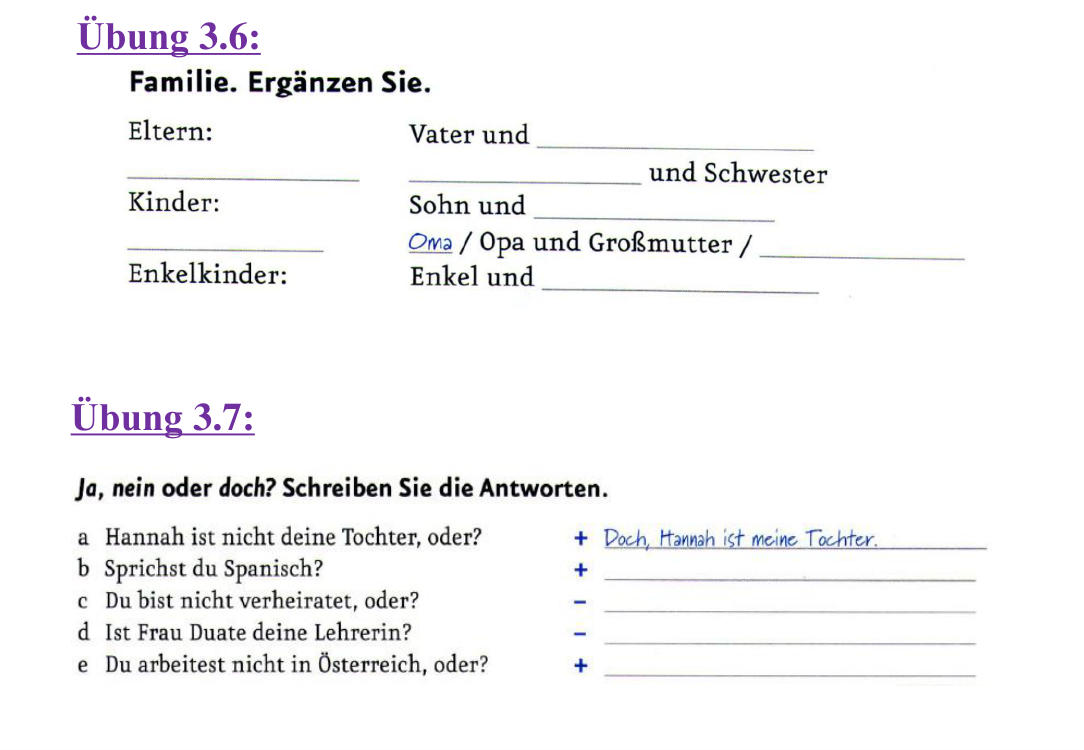 Übung 3.6:
Familie. Ergänzen Sie.
Eltern: Vater und
und Schwester
Kinder: Sohn und
Oma / Opa und Großmutter /
Enkelkinder: Enkel und
Übung 3.7:
Ja, nein oder doch? Schreiben Sie die Antworten.
a Hannah ist nicht deine Tochter, oder? + Doch, Hannah ist meine Tochter.
b Sprichst du Spanisch? +
c Du bist nicht verheiratet, oder? −
d Ist Frau Duate deine Lehrerin? −
e Du arbeitest nicht in Österreich, oder? +